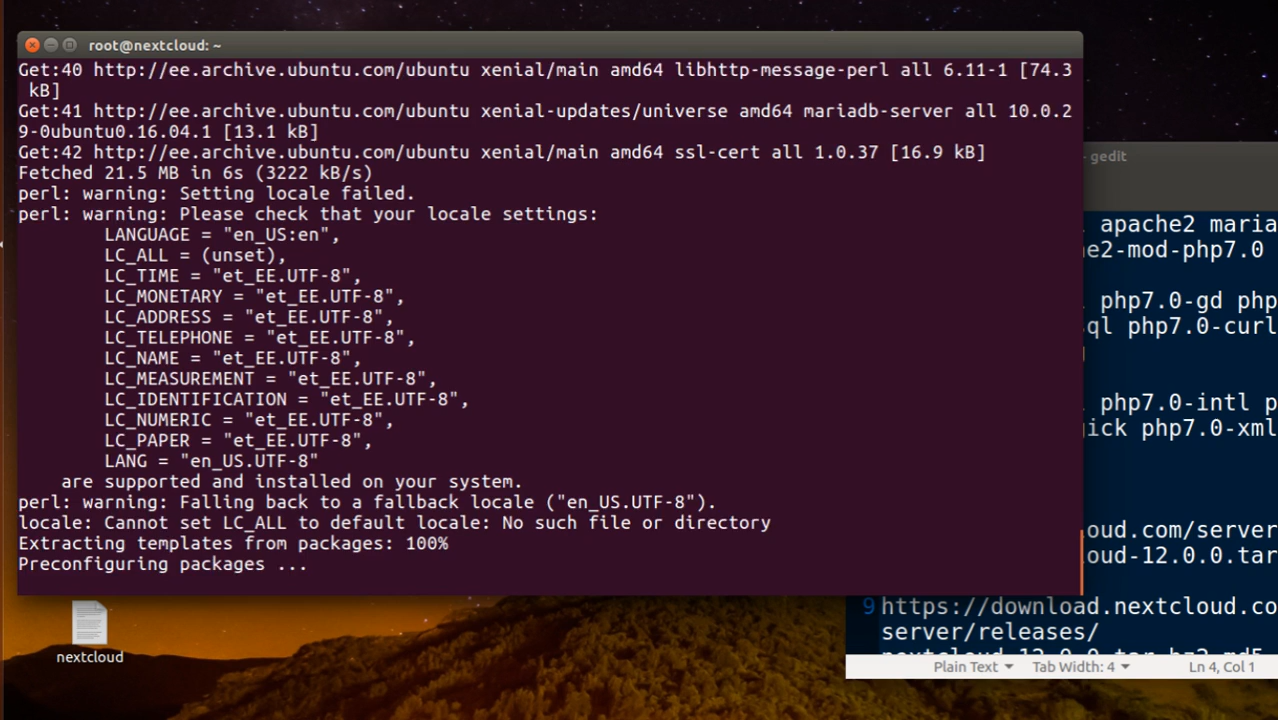 root@nextcloud: ~
Get:40 http://ee.archive.ubuntu.com/ubuntu xenial/main amd64 libhttp-message-perl all 6.11-1 [74.3
kB]
Get:41 http://ee.archive.ubuntu.com/ubuntu xenial-updates/universe amd64 mariadb-server all 10.0.2
9-0ubuntu0.16.04.1 [13.1 kB]
Get:42 http://ee.archive.ubuntu.com/ubuntu xenial/main amd64 ssl-cert all 1.0.37 [16.9 kB]
Fetched 21.5 MB in 6s (3222 kB/s)
perl: warning: Setting locale failed.
perl: warning: Please check that your locale settings:
LANGUAGE = "en_US:en",
LC_ALL = (unset),
LC_TIME = "et_EE.UTF-8",
LC_MONETARY = "et_EE.UTF-8",
LC_ADDRESS = "et_EE.UTF-8",
LC_TELEPHONE = "et_EE.UTF-8",
LC_NAME = "et_EE.UTF-8",
LC_MEASUREMENT = "et_EE.UTF-8",
LC_IDENTIFICATION = "et_EE.UTF-8",
LC_NUMERIC = "et_EE.UTF-8",
LC_PAPER = "et_EE.UTF-8",
LANG = "en_US.UTF-8"
are supported and installed on your system.
perl: warning: Falling back to a fallback locale ("en_US.UTF-8").
locale: Cannot set LC_ALL to default locale: No such file or directory
Extracting templates from packages: 100%
Preconfiguring packages ...
- gedit
apache2 maria
e2-mod-php7.0
php7.0-gd php
ql php7.0-curl
php7.0-intl p
ick php7.0-xml
oud.com/server
oud-12.0.0.tar
9 https://download.nextcloud.co
server/releases/
nextcloud-12.0.0.tar.bz2.md5
Plain Text Tab Width: 4 Ln 4, Col 1
nextcloud